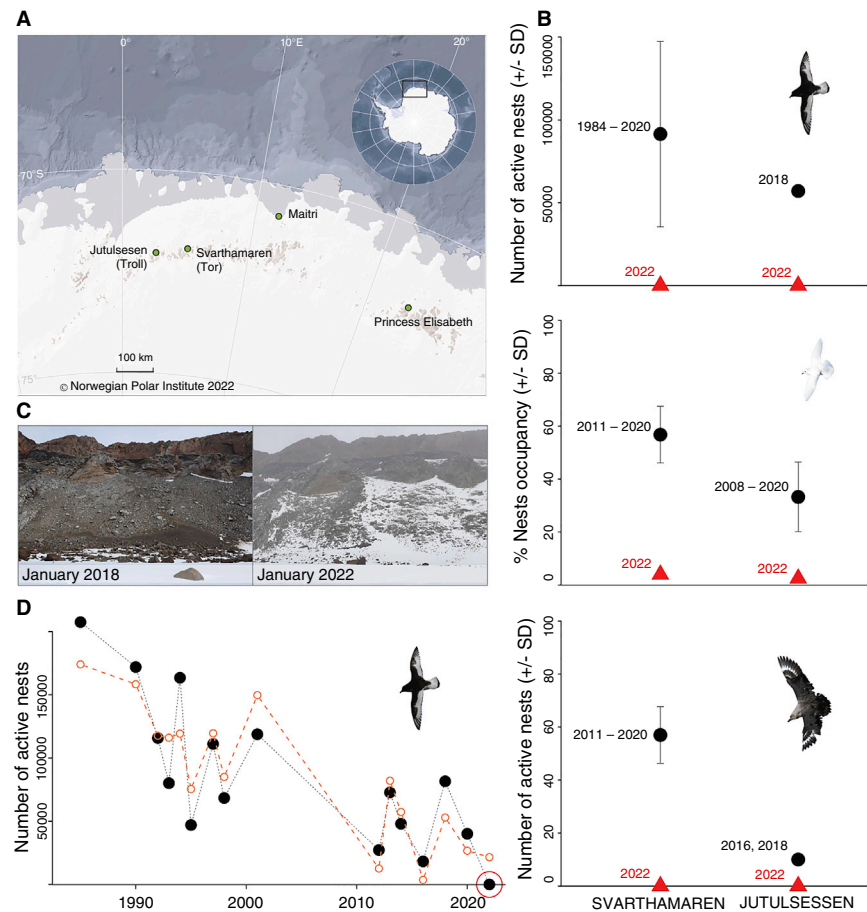 A
0°
10°E
20°
70°S
75°
Maitri
Jutulsesen
(Troll)
Svarthamaren
(Tor)
Princess Elisabeth
100 km
© Norwegian Polar Institute 2022
B
Number of active nests (+/- SD)
150000
100000
50000
1984 – 2020
2018
2022
2022
% Nests occupancy (+/- SD)
100
80
60
40
20
0
2011 – 2020
2008 – 2020
2022
2022
C
January 2018
January 2022
D
Number of active nests
150000
100000
50000
1990
2000
2010
2020
Number of active nests (+/- SD)
100
80
60
40
20
0
2011 – 2020
2016, 2018
2022
2022
SVARTHAMAREN
JUTULSESSEN